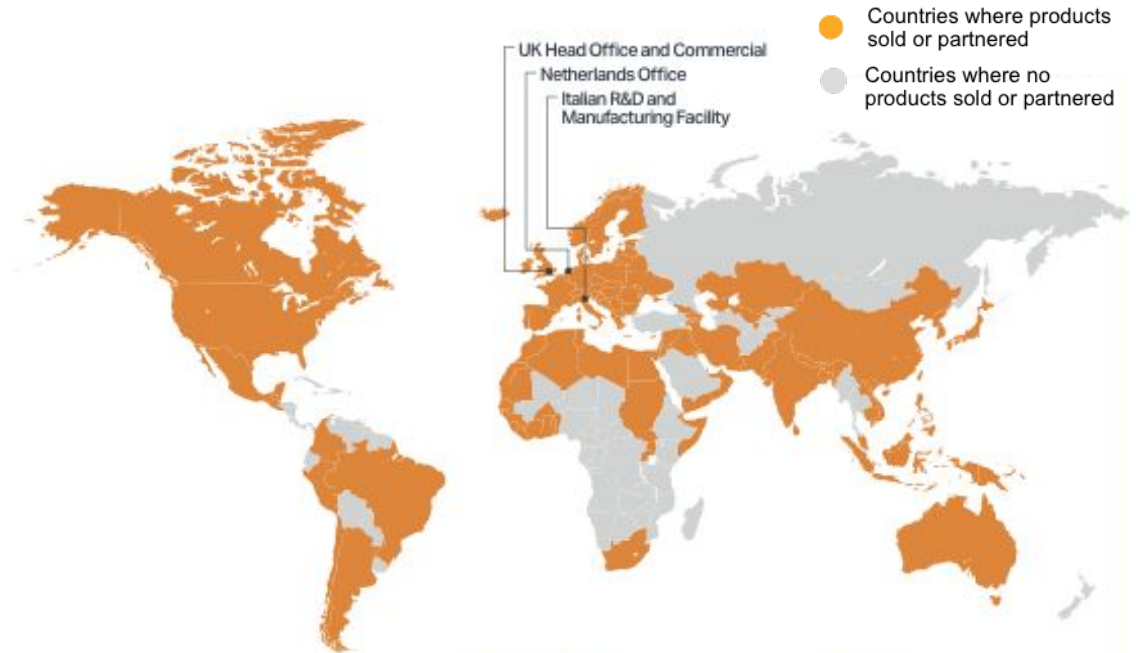 Countries where products
sold or partnered
Countries where no
products sold or partnered
UK Head Office and Commercial
Netherlands Office
Italian R&D and
Manufacturing Facility